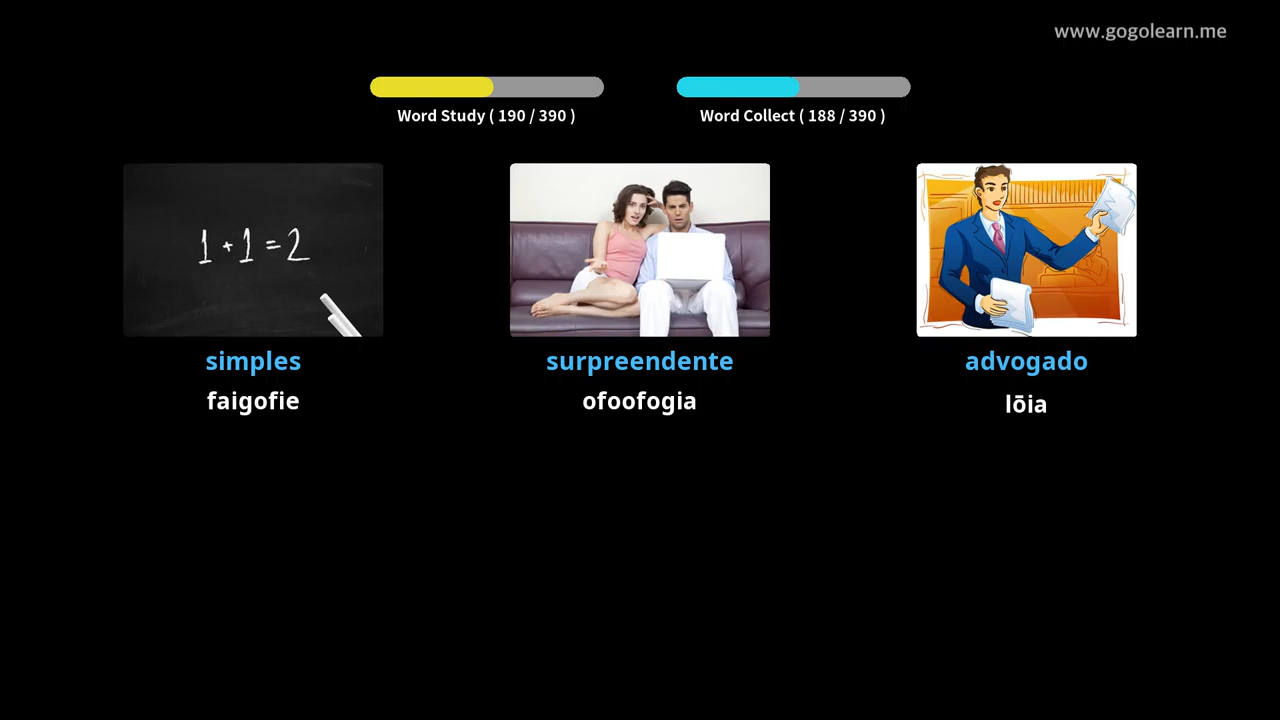 www.gogolearn.me
Word Study ( 190 / 390 )
Word Collect ( 188 / 390 )
1 + 1 = 2
simples
surpreendente
advogado
faigofie
ofoofogia
lōia